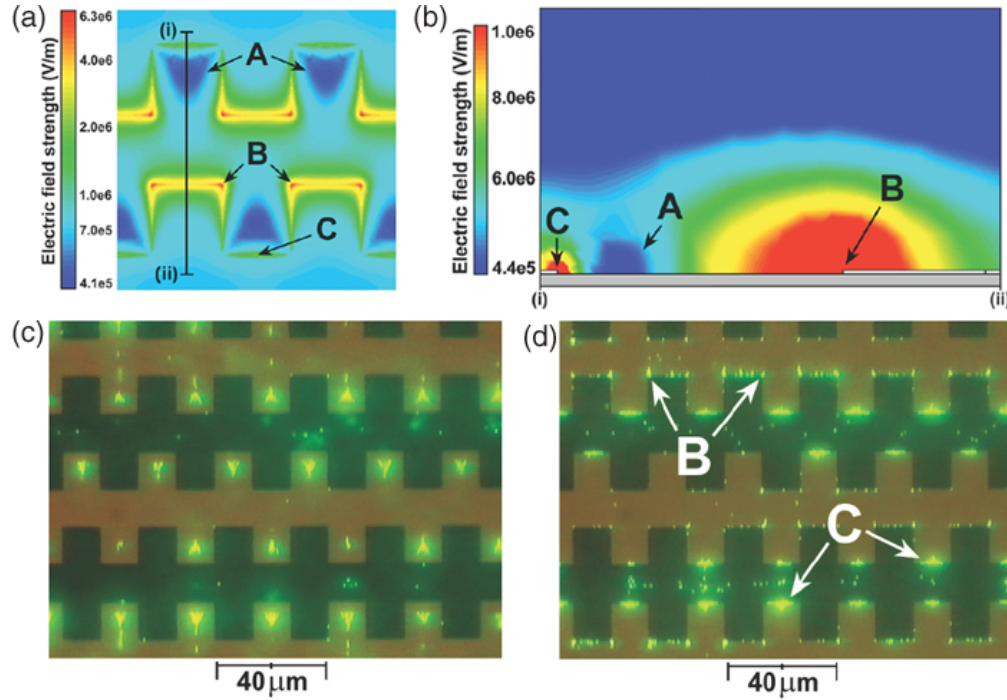 (a)
Electric field strength (V/m)
6.3e6
4.0e6
2.0e6
1.0e6
7.0e5
4.1e5
(i)
A
B
C
(ii)
(b)
Electric field strength (V/m)
1.0e6
8.0e6
6.0e6
4.4e5
C
A
B
(i)
(ii)
(c)
40 μm
(d)
B
C
40 μm